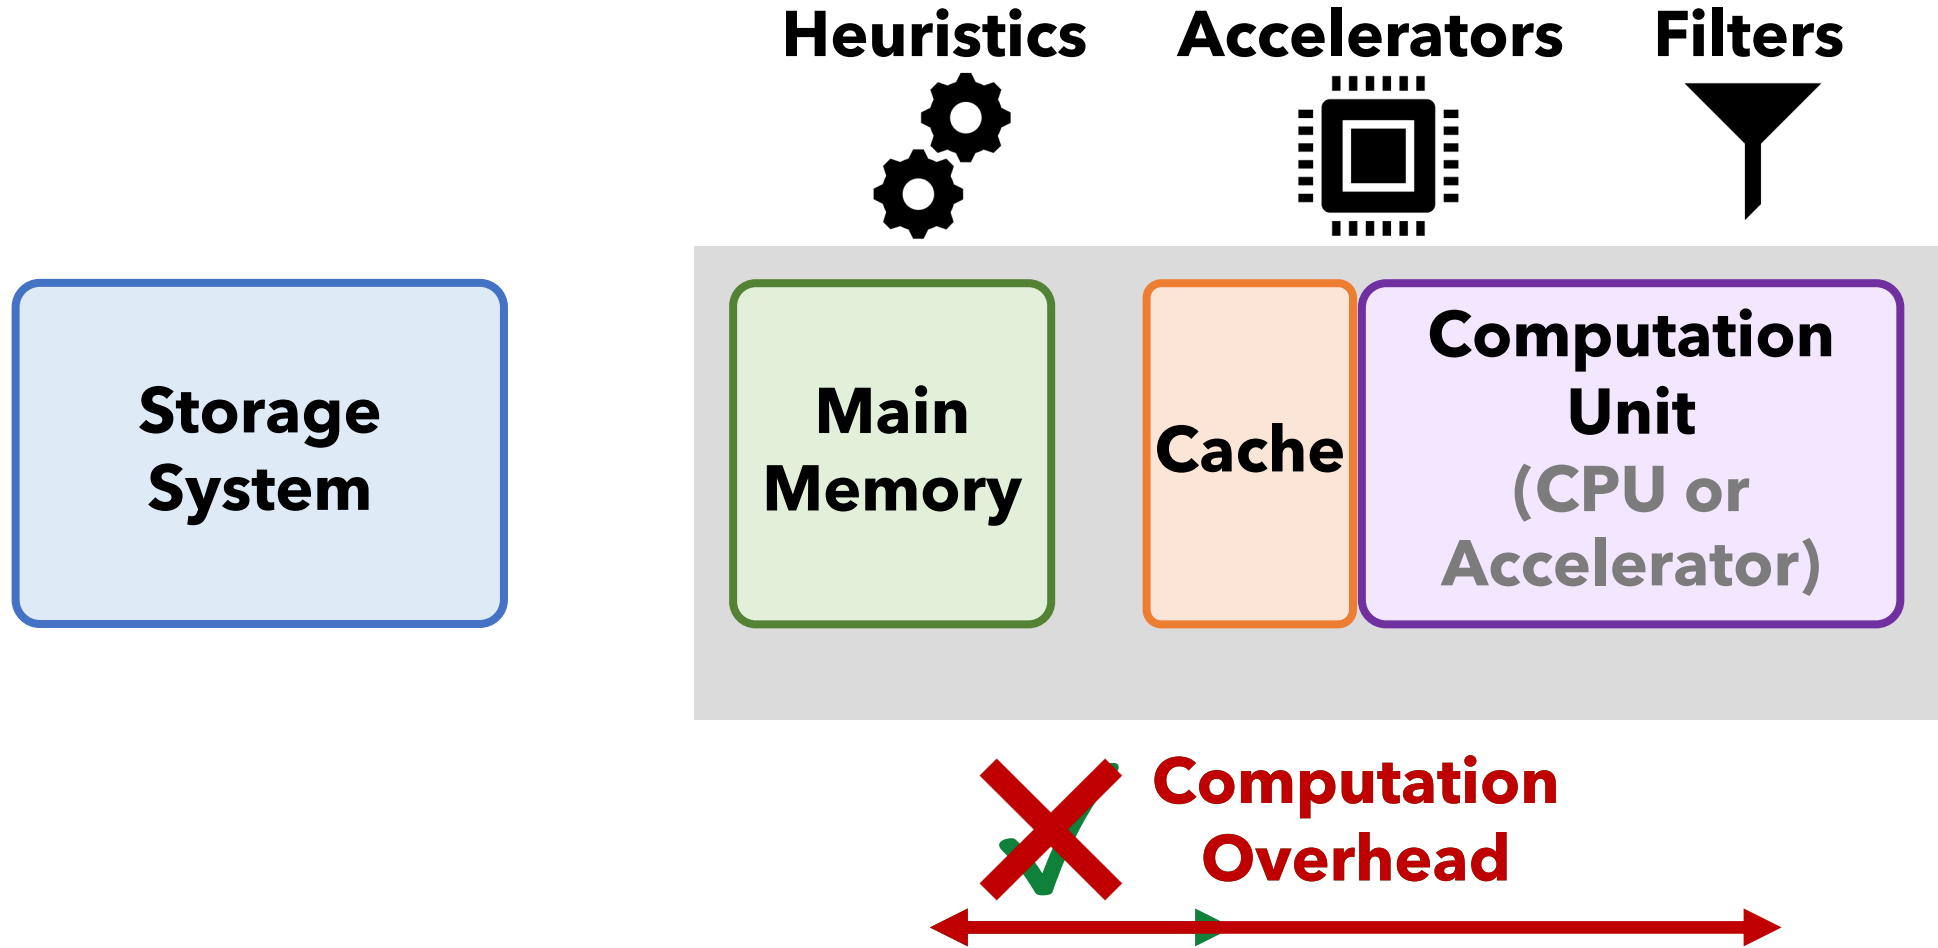 Heuristics
Accelerators
Filters
Storage
System
Main
Memory
Cache
Computation
Unit
(CPU or
Accelerator)
Computation
Overhead